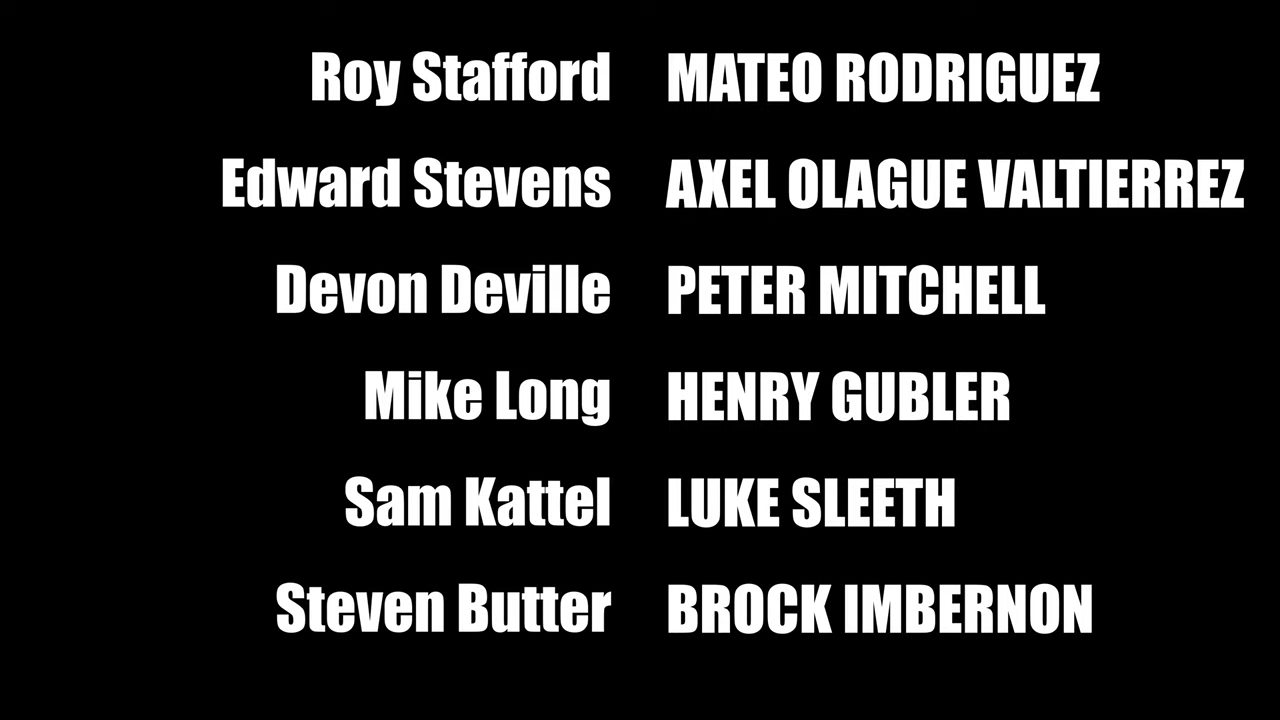 Roy Stafford MATEO RODRIGUEZ
Edward Stevens AXEL OLAGUE VALTIERREZ
Devon Deville PETER MITCHELL
Mike Long HENRY GUBLER
Sam Kattel LUKE SLEETH
Steven Butter BROCK IMBERNON